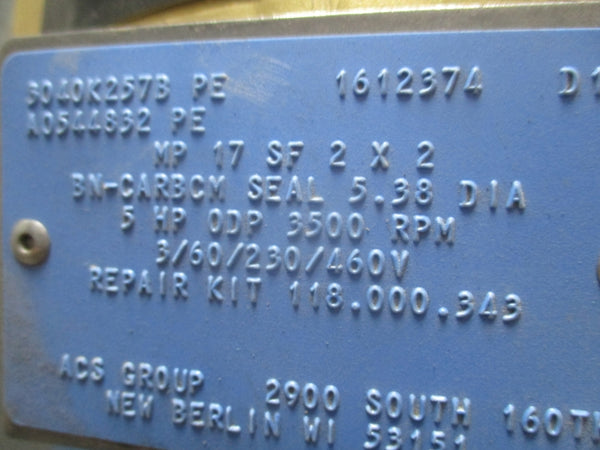 3040K257B PE 1612374 D1
A0544832 PE
MP 17 SF 2 X 2
BN-CARBCM SEAL 5.38 DIA
5 HP ODP 3500 RPM
3/60/230/460V
REPAIR KIT 118.000.343
ACS GROUP 2900 SOUTH 160TH
NEW BERLIN WI 53151